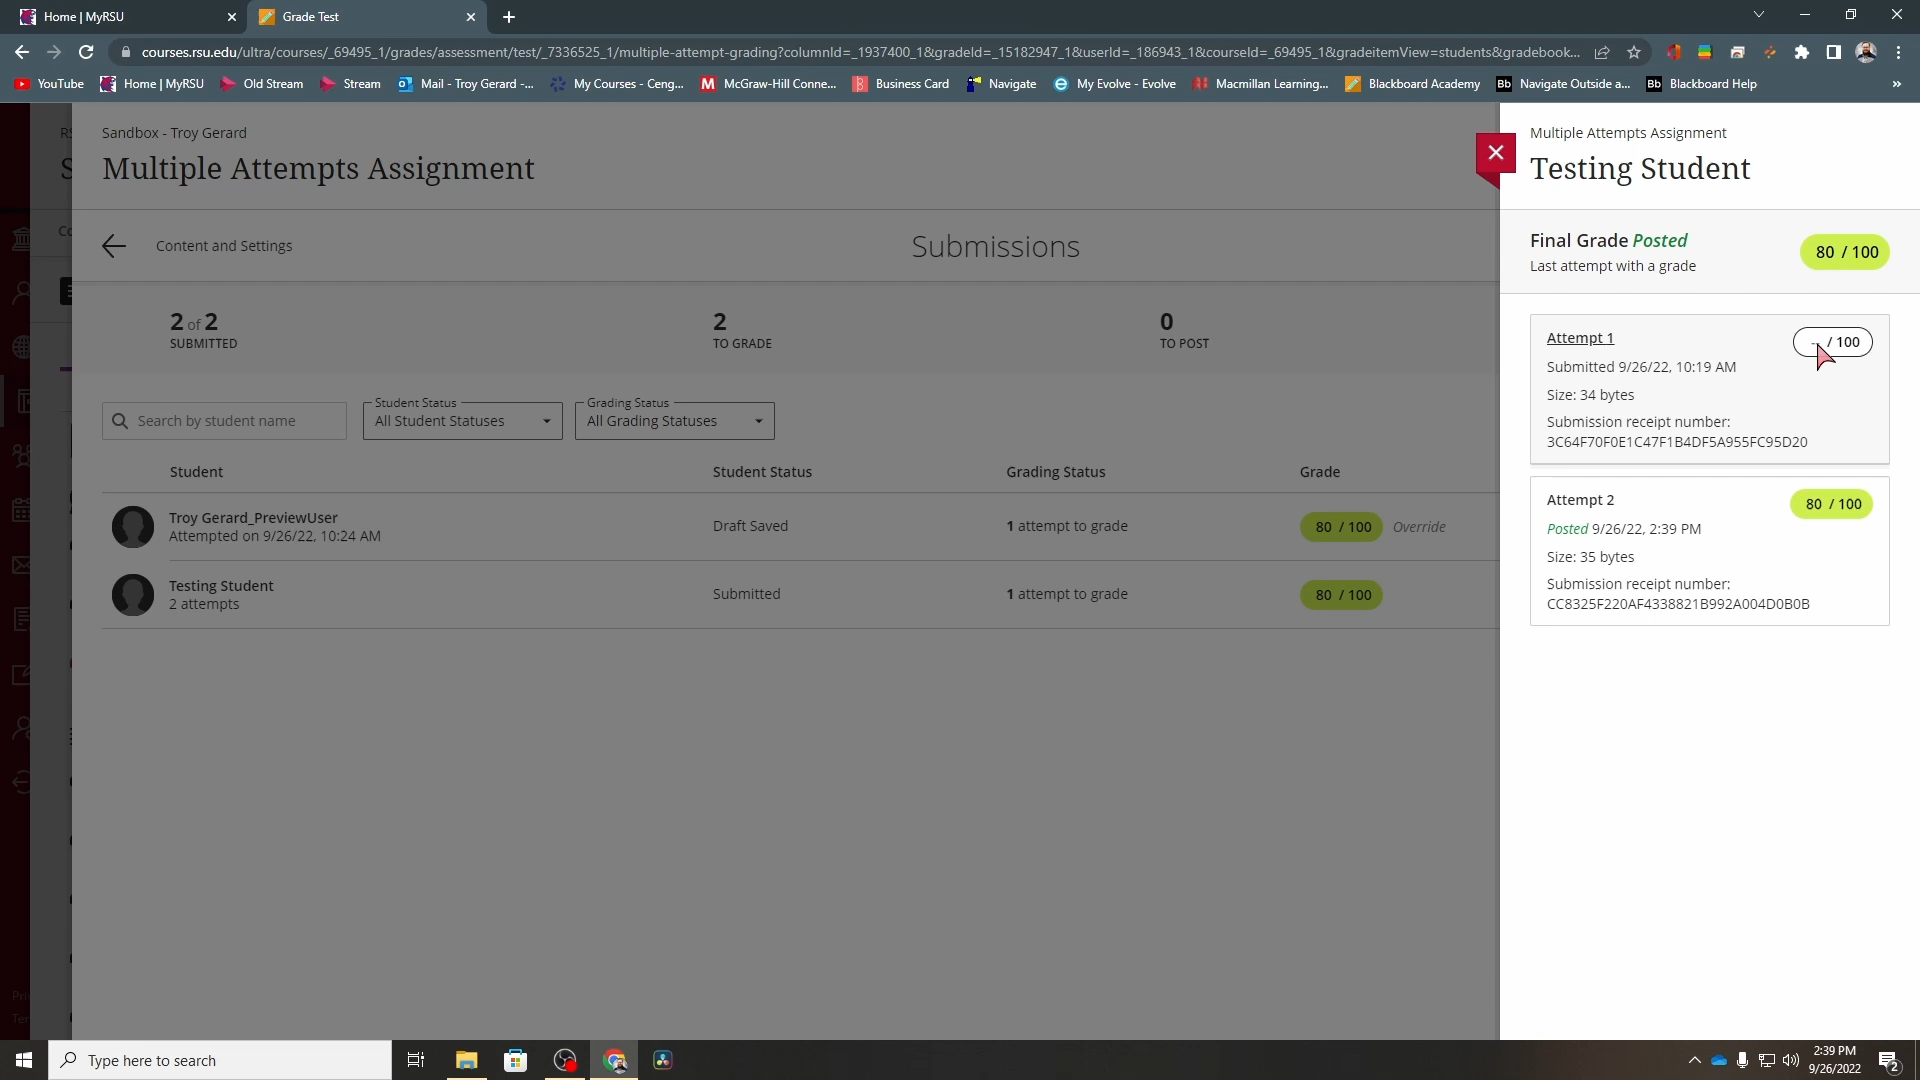 Home | MyRSU
Grade Test
courses.rsu.edu/ultra/courses/_69495_1/grades/assessment/test/_7336525_1/multiple-attempt-grading?columnId=_1937400_1&gradeId=_15182947_1&userId=_186943_1&courseId=_69495_1&gradeitemView=students&gradebook...
YouTube
Home | MyRSU
Old Stream
Stream
Mail - Troy Gerard -...
My Courses - Ceng...
McGraw-Hill Conne...
Business Card
Navigate
My Evolve - Evolve
Macmillan Learning...
Blackboard Academy
Bb Navigate Outside a...
Bb Blackboard Help
Sandbox - Troy Gerard
Multiple Attempts Assignment
Content and Settings
Submissions
2 of 2
SUBMITTED
2
TO GRADE
0
TO POST
Search by student name
Student Status
All Student Statuses
Grading Status
All Grading Statuses
Student
Student Status
Grading Status
Grade
Troy Gerard_PreviewUser
Attempted on 9/26/22, 10:24 AM
Draft Saved
1 attempt to grade
80 / 100
Override
Testing Student
2 attempts
Submitted
1 attempt to grade
80 / 100
Multiple Attempts Assignment
Testing Student
Final Grade Posted
Last attempt with a grade
80 / 100
Attempt 1
-- / 100
Submitted 9/26/22, 10:19 AM
Size: 34 bytes
Submission receipt number:
3C64F70F0E1C47F1B4DF5A955FC95D20
Attempt 2
80 / 100
Posted 9/26/22, 2:39 PM
Size: 35 bytes
Submission receipt number:
CC8325F220AF4338821B992A004D0B0B
Type here to search
2:39 PM
9/26/2022
2